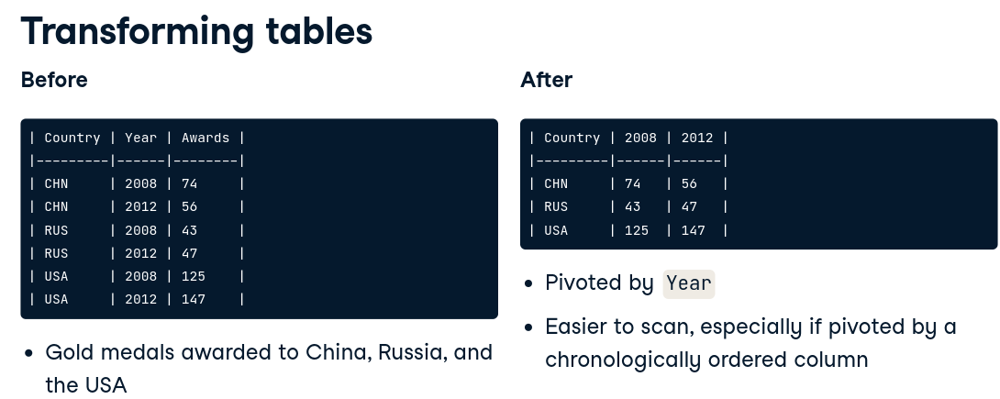 Transforming tables
Before
| Country | Year | Awards |
|---------|------|--------|
| CHN     | 2008 | 74     |
| CHN     | 2012 | 56     |
| RUS     | 2008 | 43     |
| RUS     | 2012 | 47     |
| USA     | 2008 | 125    |
| USA     | 2012 | 147    |
• Gold medals awarded to China, Russia, and
the USA
After
| Country | 2008 | 2012 |
|---------|------|------|
| CHN     | 74   | 56   |
| RUS     | 43   | 47   |
| USA     | 125  | 147  |
• Pivoted by Year
• Easier to scan, especially if pivoted by a
chronologically ordered column